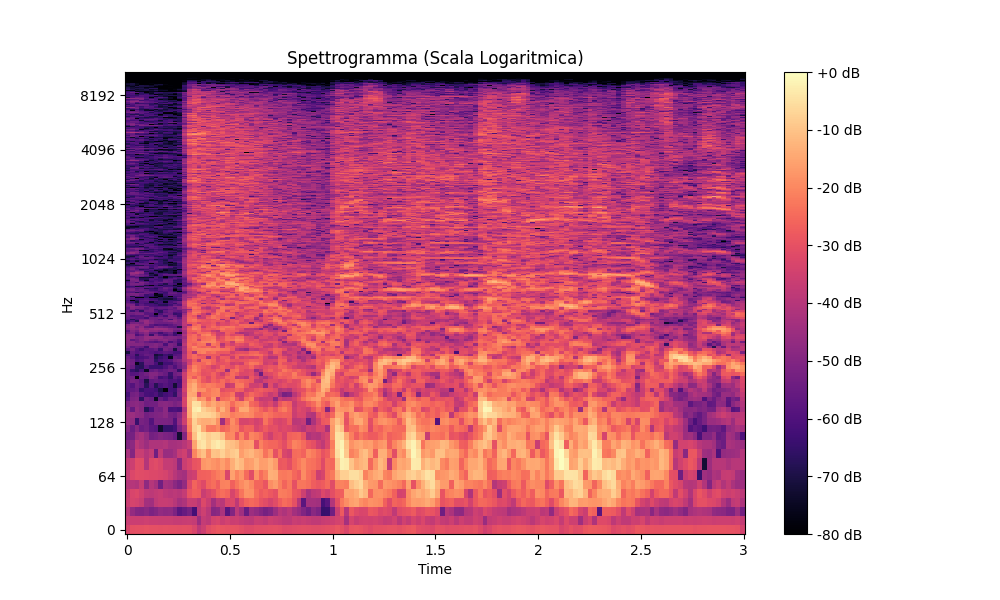 Spettrogramma (Scala Logaritmica)
Hz
8192
4096
2048
1024
512
256
128
64
0
0
0.5
1
1.5
2
2.5
3
Time
+0 dB
-10 dB
-20 dB
-30 dB
-40 dB
-50 dB
-60 dB
-70 dB
-80 dB